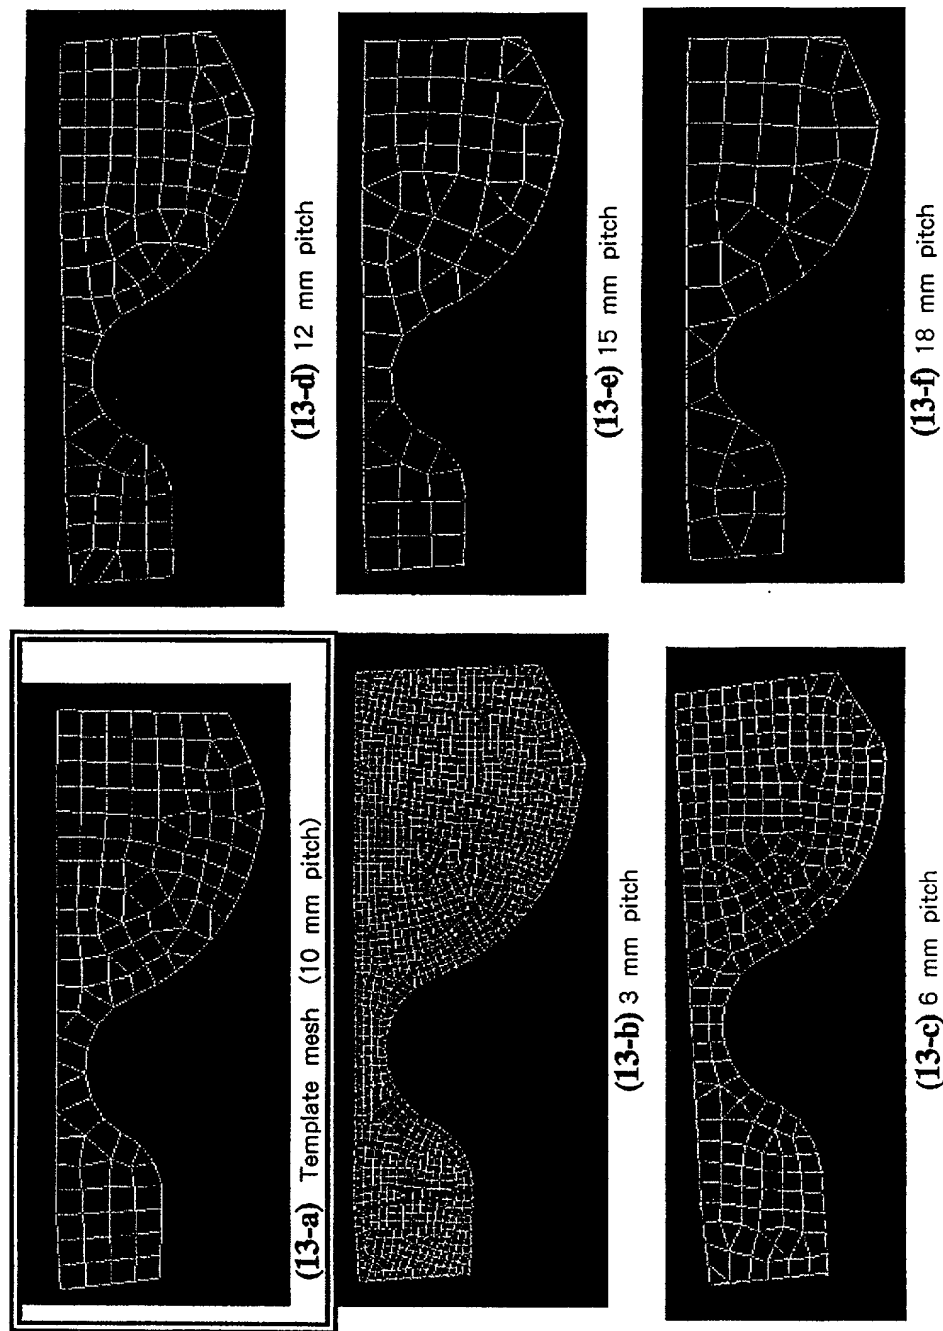 (13-a) Template mesh (10 mm pitch)
(13-b) 3 mm pitch
(13-c) 6 mm pitch
(13-d) 12 mm pitch
(13-e) 15 mm pitch
(13-f) 18 mm pitch